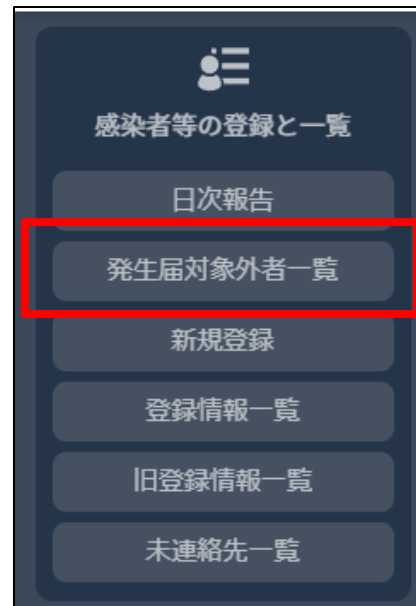 感染者等の登録と一覧
日次報告
発生届対象外者一覧
新規登録
登録情報一覧
旧登録情報一覧
未連絡先一覧